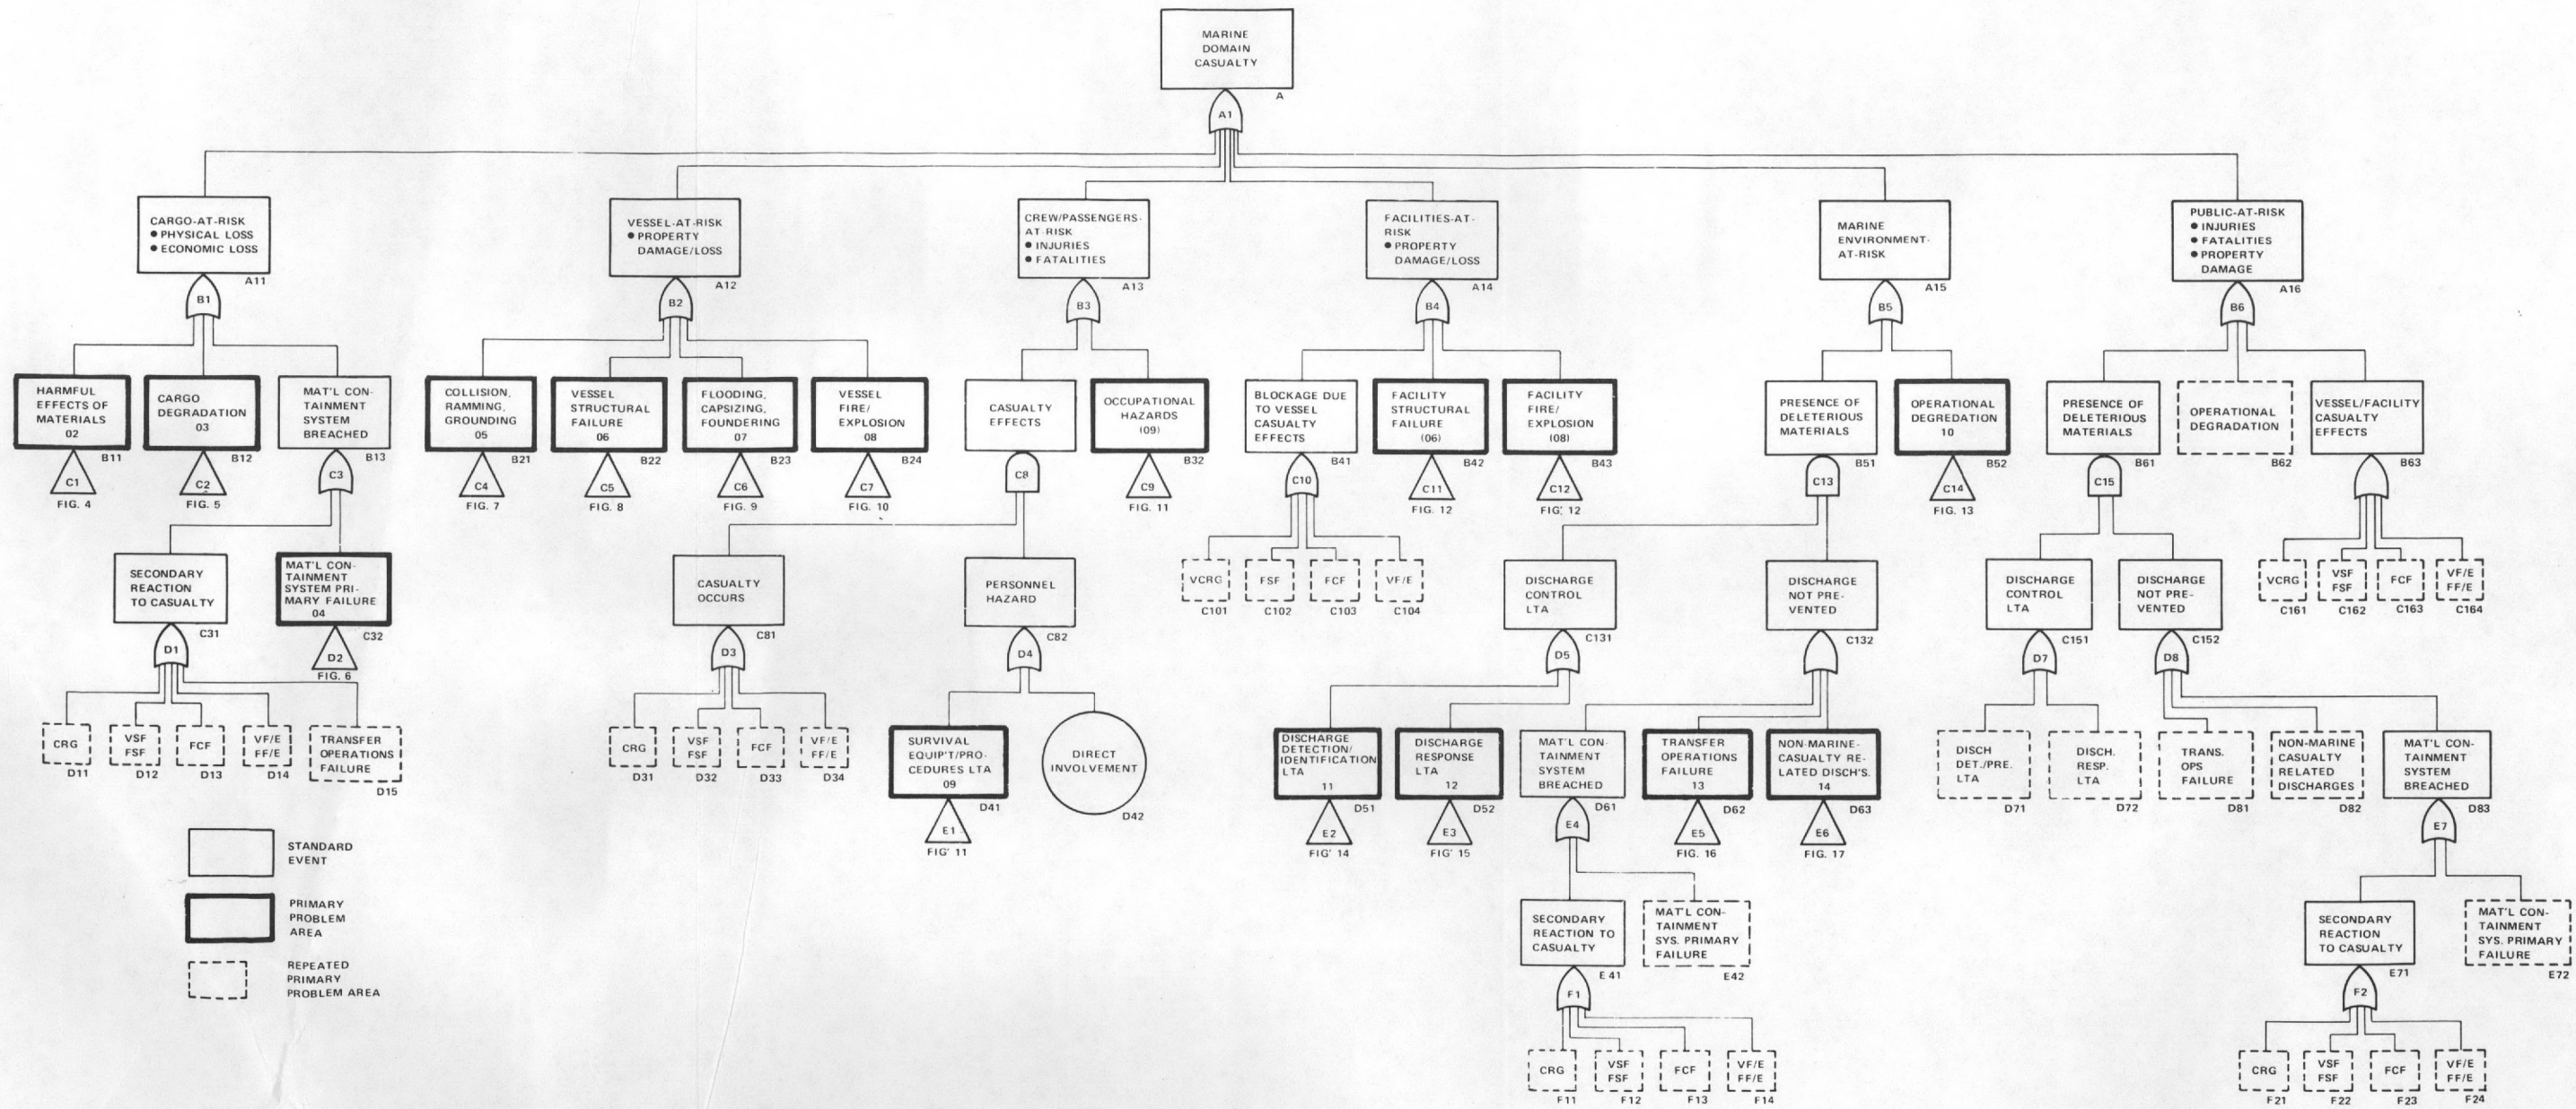 MARINE
DOMAIN
CASUALTY
A
A1
CARGO-AT-RISK
● PHYSICAL LOSS
● ECONOMIC LOSS
A11
VESSEL-AT-RISK
● PROPERTY
DAMAGE/LOSS
A12
CREW/PASSENGERS-
AT-RISK
● INJURIES
● FATALITIES
A13
FACILITIES-AT-
RISK
● PROPERTY
DAMAGE/LOSS
A14
MARINE
ENVIRONMENT-
AT-RISK
A15
PUBLIC-AT-RISK
● INJURIES
● FATALITIES
● PROPERTY
DAMAGE
A16
B1
B2
B3
B4
B5
B6
HARMFUL
EFFECTS OF
MATERIALS
02
B11
CARGO
DEGRADATION
03
B12
MAT'L CON-
TAINMENT
SYSTEM
BREACHED
B13
COLLISION,
RAMMING,
GROUNDING
05
B21
VESSEL
STRUCTURAL
FAILURE
06
B22
FLOODING,
CAPSIZING,
FOUNDERING
07
B23
VESSEL
FIRE/
EXPLOSION
08
B24
CASUALTY
EFFECTS
OCCUPATIONAL
HAZARDS
(09)
B32
BLOCKAGE DUE
TO VESSEL
CASUALTY
EFFECTS
B41
FACILITY
STRUCTURAL
FAILURE
(06)
B42
FACILITY
FIRE/
EXPLOSION
(08)
B43
PRESENCE OF
DELETERIOUS
MATERIALS
B51
OPERATIONAL
DEGREDATION
10
B52
PRESENCE OF
DELETERIOUS
MATERIALS
B61
OPERATIONAL
DEGRADATION
B62
VESSEL/FACILITY
CASUALTY
EFFECTS
B63
C1
FIG. 4
C2
FIG. 5
C3
C4
FIG. 7
C5
FIG. 8
C6
FIG. 9
C7
FIG. 10
C8
C9
FIG. 11
C10
C11
FIG. 12
C12
FIG. 12
C13
C14
FIG. 13
C15
SECONDARY
REACTION
TO CASUALTY
C31
MAT'L CON-
TAINMENT
SYSTEM PRI-
MARY FAILURE
04
C32
CASUALTY
OCCURS
C81
PERSONNEL
HAZARD
C82
VCRG
C101
FSF
C102
FCF
C103
VF/E
C104
DISCHARGE
CONTROL
LTA
C131
DISCHARGE
NOT PRE-
VENTED
C132
DISCHARGE
CONTROL
LTA
C151
DISCHARGE
NOT PRE-
VENTED
C152
VCRG
C161
VSF
FSF
C162
FCF
C163
VF/E
FF/E
C164
D1
D2
FIG. 6
D3
D4
D5
D7
D8
CRG
D11
VSF
FSF
D12
FCF
D13
VF/E
FF/E
D14
TRANSFER
OPERATIONS
FAILURE
D15
CRG
D31
VSF
FSF
D32
FCF
D33
VF/E
FF/E
D34
SURVIVAL
EQUIP'T/PRO-
CEDURES LTA
09
D41
DIRECT
INVOLVEMENT
D42
DISCHARGE
DETECTION/
IDENTIFICATION
LTA
11
D51
DISCHARGE
RESPONSE
LTA
12
D52
MAT'L CON-
TAINMENT
SYSTEM
BREACHED
D61
TRANSFER
OPERATIONS
FAILURE
13
D62
NON-MARINE-
CASUALTY RE-
LATED DISCH'S.
14
D63
DISCH
DET./PRE.
LTA
D71
DISCH.
RESP.
LTA
D72
TRANS.
OPS
FAILURE
D81
NON-MARINE
CASUALTY
RELATED
DISCHARGES
D82
MAT'L CON-
TAINMENT
SYSTEM
BREACHED
D83
E1
FIG' 11
E2
FIG' 14
E3
FIG' 15
E4
E5
FIG. 16
E6
FIG. 17
E7
STANDARD
EVENT
PRIMARY
PROBLEM
AREA
REPEATED
PRIMARY
PROBLEM AREA
SECONDARY
REACTION TO
CASUALTY
E41
MAT'L CON-
TAINMENT
SYS. PRIMARY
FAILURE
E42
SECONDARY
REACTION
TO CASUALTY
E71
MAT'L CON-
TAINMENT
SYS. PRIMARY
FAILURE
E72
F1
F2
CRG
F11
VSF
FSF
F12
FCF
F13
VF/E
FF/E
F14
CRG
F21
VSF
FSF
F22
FCF
F23
VF/E
FF/E
F24